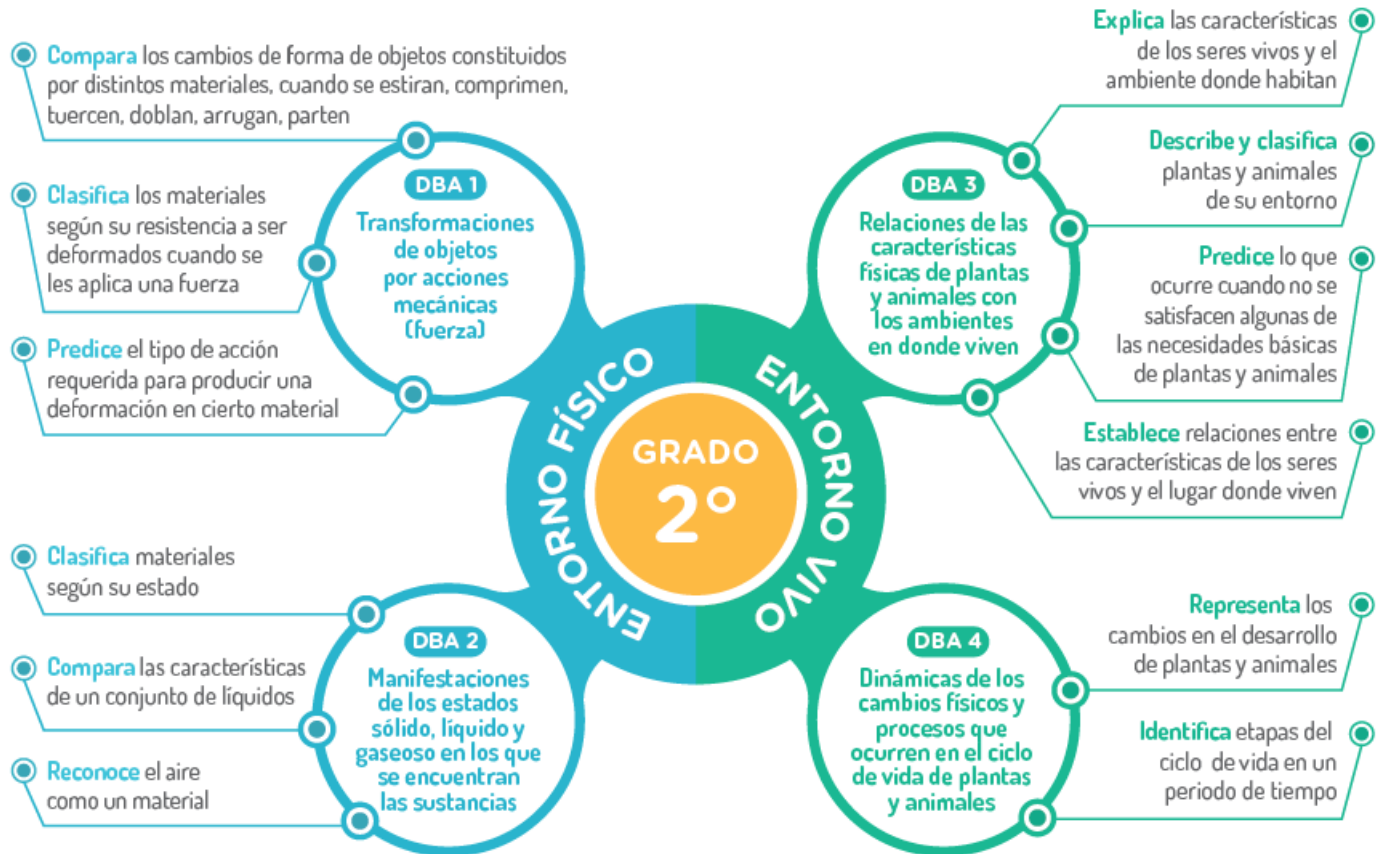 Compara los cambios de forma de objetos constituidos
por distintos materiales, cuando se estiran, comprimen,
tuercen, doblan, arrugan, parten
Clasifica los materiales
según su resistencia a ser
deformados cuando se
les aplica una fuerza
Predice el tipo de acción
requerida para producir una
deformación en cierto material
DBA 1
Transformaciones
de objetos
por acciones
mecánicas
(fuerza)
Clasifica materiales
según su estado
Compara las características
de un conjunto de líquidos
Reconoce el aire
como un material
DBA 2
Manifestaciones
de los estados
sólido, líquido y
gaseoso en los que
se encuentran
las sustancias
ENTORNO FÍSICO
GRADO
2°
ENTORNO VIVO
DBA 3
Relaciones de las
características
físicas de plantas
y animales con
los ambientes
en donde viven
Explica las características
de los seres vivos y el
ambiente donde habitan
Describe y clasifica
plantas y animales
de su entorno
Predice lo que
ocurre cuando no se
satisfacen algunas de
las necesidades básicas
de plantas y animales
Establece relaciones entre
las características de los seres
vivos y el lugar donde viven
DBA 4
Dinámicas de los
cambios físicos y
procesos que
ocurren en el ciclo
de vida de plantas
y animales
Representa los
cambios en el desarrollo
de plantas y animales
Identifica etapas del
ciclo de vida en un
periodo de tiempo